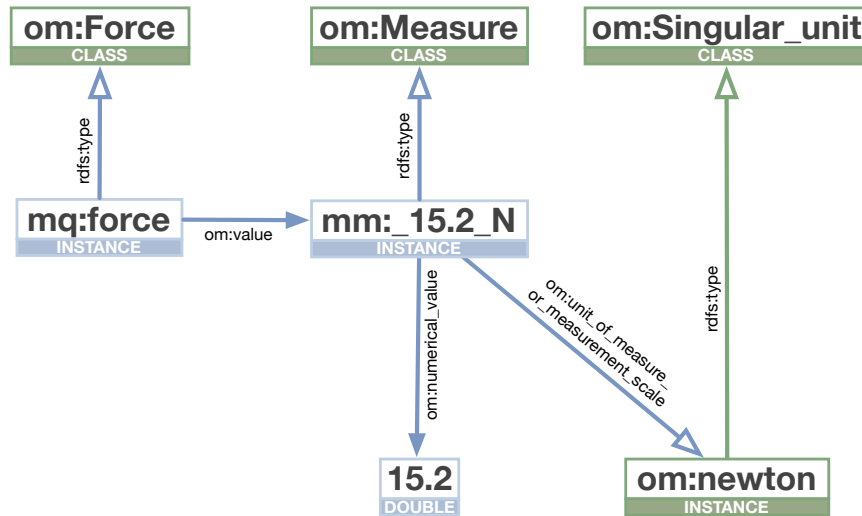 om:Force
CLASS
om:Measure
CLASS
om:Singular_unit
CLASS
rdfs:type
rdfs:type
rdfs:type
mq:force
INSTANCE
om:value
mm:_15.2_N
INSTANCE
om:numerical_value
om:unit_of_measure_
or_measurement_scale
15.2
DOUBLE
om:newton
INSTANCE